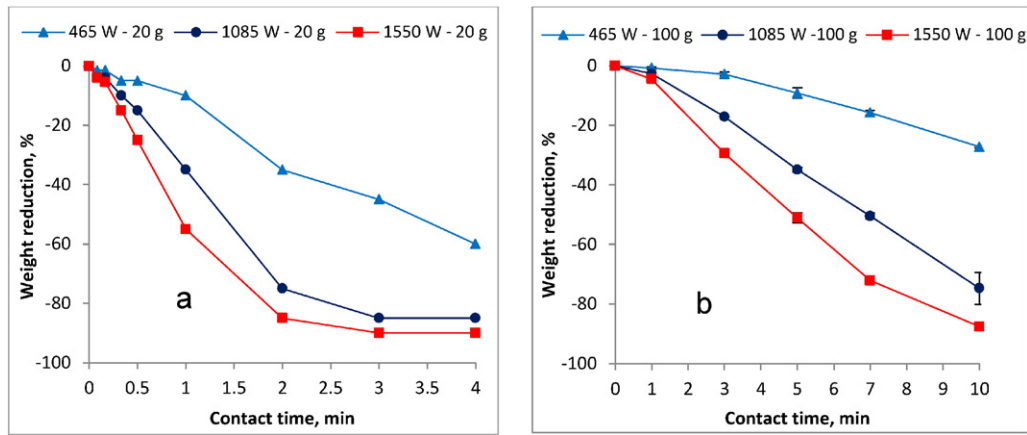 465 W - 20 g 1085 W - 20 g 1550 W - 20 g
0
-20
-40
-60
-80
-100
Weight reduction, %
a
0 0.5 1 1.5 2 2.5 3 3.5 4
Contact time, min
465 W - 100 g 1085 W -100 g 1550 W - 100 g
0
-20
-40
-60
-80
-100
Weight reduction, %
b
0 1 2 3 4 5 6 7 8 9 10
Contact time, min